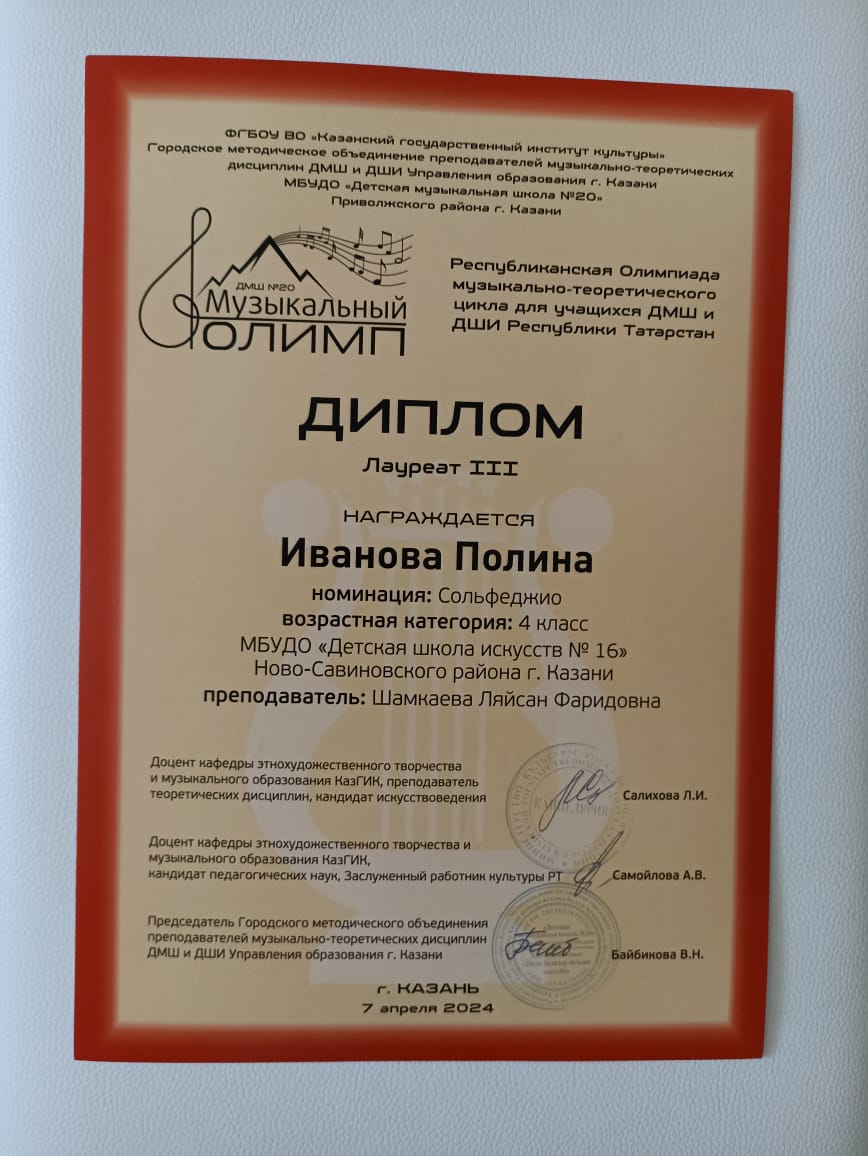 ФГБОУ ВО «Казанский государственный институт культуры»
Городское методическое объединение преподавателей музыкально-теоретических
дисциплин ДМШ и ДШИ Управления образования г. Казани
МБУДО «Детская музыкальная школа №20»
Приволжского района г. Казани
ДМШ №20
Музыкальный
ОЛИМП
Республиканская Олимпиада
музыкально-теоретического
цикла для учащихся ДМШ и
ДШИ Республики Татарстан
ДИПЛОМ
Лауреат III
НАГРАЖДАЕТСЯ
Иванова Полина
номинация: Сольфеджио
возрастная категория: 4 класс
МБУДО «Детская школа искусств № 16»
Ново-Савиновского района г. Казани
преподаватель: Шамкаева Ляйсан Фаридовна
Доцент кафедры этнохудожественного творчества
и музыкального образования КазГИК, преподаватель
теоретических дисциплин, кандидат искусствоведения
Салихова Л.И.
КАНЦЕЛЯРИЯ
Доцент кафедры этнохудожественного творчества и
музыкального образования КазГИК,
кандидат педагогических наук, Заслуженный работник культуры РТ
Самойлова А.В.
Председатель Городского методического объединения
преподавателей музыкально-теоретических дисциплин
ДМШ и ДШИ Управления образования г. Казани
Байбикова В.Н.
г. КАЗАНЬ
7 апреля 2024